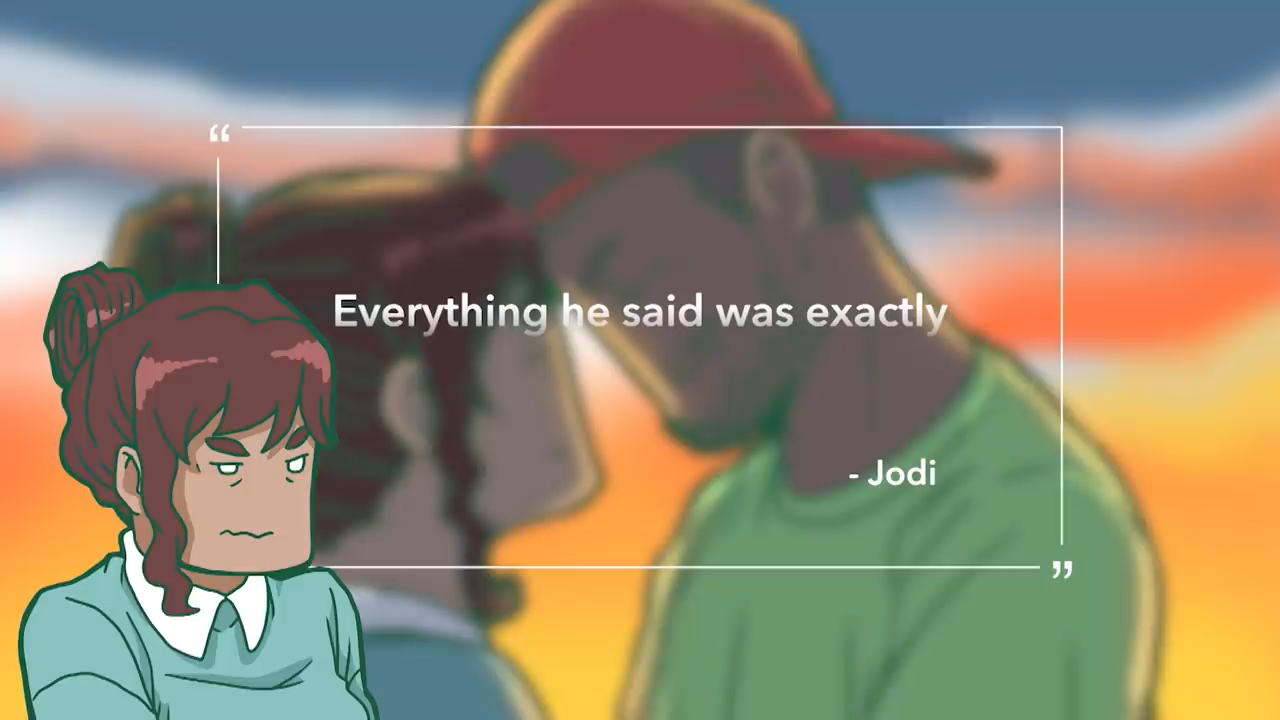 “
Everything he said was exactly
- Jodi
”